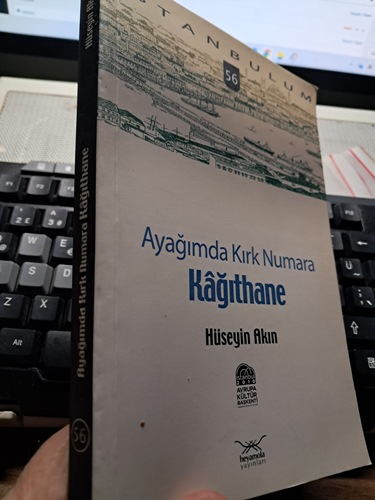 İSTANBULUM
56
Ayağımda Kırk Numara
Kâğıthane
Hüseyin Akın
2010
AVRUPA
KÜLTÜR
BAŞKENTİ
heyamola
yayınları
Ayağımda Kırk Numara Kâğıthane
56
Z
X
C
Alt
Ü